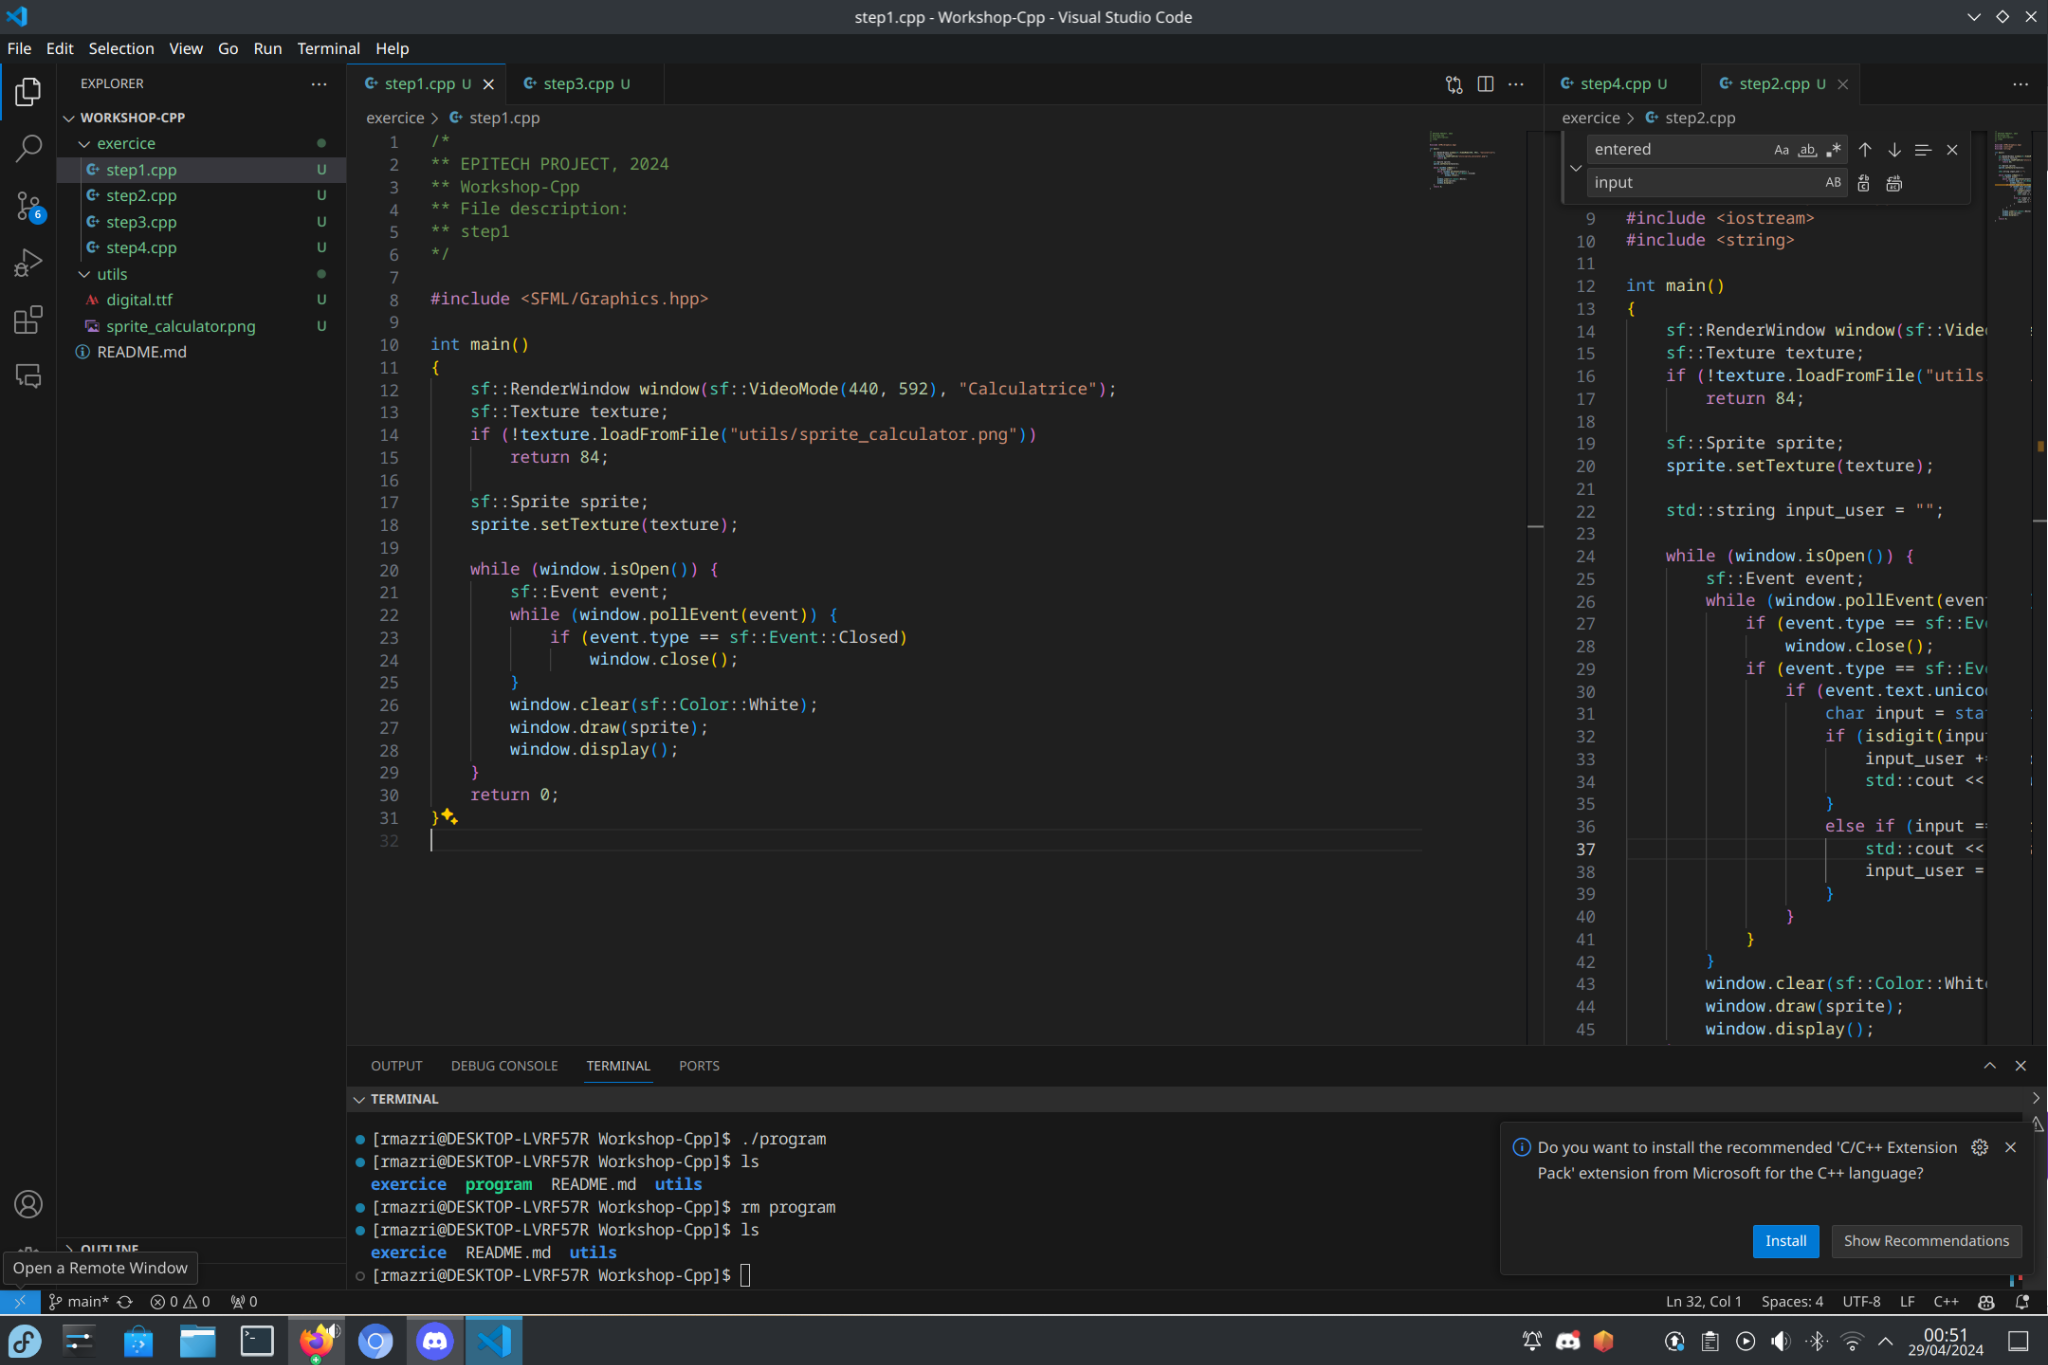 step1.cpp - Workshop-Cpp - Visual Studio Code
File Edit Selection View Go Run Terminal Help
EXPLORER
WORKSHOP-CPP
exercice
step1.cpp U
step2.cpp U
step3.cpp U
step4.cpp U
utils
digital.ttf U
sprite_calculator.png U
README.md
OUTLINE
Open a Remote Window
6
step1.cpp U
step3.cpp U
exercice > step1.cpp
1 /*
2 ** EPITECH PROJECT, 2024
3 ** Workshop-Cpp
4 ** File description:
5 ** step1
6 */
7
8 #include <SFML/Graphics.hpp>
9
10 int main()
11 {
12 sf::RenderWindow window(sf::VideoMode(440, 592), "Calculatrice");
13 sf::Texture texture;
14 if (!texture.loadFromFile("utils/sprite_calculator.png"))
15 return 84;
16
17 sf::Sprite sprite;
18 sprite.setTexture(texture);
19
20 while (window.isOpen()) {
21 sf::Event event;
22 while (window.pollEvent(event)) {
23 if (event.type == sf::Event::Closed)
24 window.close();
25 }
26 window.clear(sf::Color::White);
27 window.draw(sprite);
28 window.display();
29 }
30 return 0;
31 }
32
step4.cpp U
step2.cpp U
exercice > step2.cpp
entered Aa ab .*
input AB
9 #include <iostream>
10 #include <string>
11
12 int main()
13 {
14 sf::RenderWindow window(sf::Vide
15 sf::Texture texture;
16 if (!texture.loadFromFile("utils
17 return 84;
18
19 sf::Sprite sprite;
20 sprite.setTexture(texture);
21
22 std::string input_user = "";
23
24 while (window.isOpen()) {
25 sf::Event event;
26 while (window.pollEvent(even
27 if (event.type == sf::Ev
28 window.close();
29 if (event.type == sf::Ev
30 if (event.text.unico
31 char input = sta
32 if (isdigit(inpu
33 input_user +
34 std::cout <<
35 }
36 else if (input =
37 std::cout <<
38 input_user =
39 }
40 }
41 }
42 }
43 window.clear(sf::Color::Whit
44 window.draw(sprite);
45 window.display();
OUTPUT DEBUG CONSOLE TERMINAL PORTS
TERMINAL
[rmazri@DESKTOP-LVRF57R Workshop-Cpp]$ ./program
[rmazri@DESKTOP-LVRF57R Workshop-Cpp]$ ls
exercice program README.md utils
[rmazri@DESKTOP-LVRF57R Workshop-Cpp]$ rm program
[rmazri@DESKTOP-LVRF57R Workshop-Cpp]$ ls
exercice README.md utils
[rmazri@DESKTOP-LVRF57R Workshop-Cpp]$
Do you want to install the recommended 'C/C++ Extension
Pack' extension from Microsoft for the C++ language?
Install Show Recommendations
main* 0 0 0
Ln 32, Col 1 Spaces: 4 UTF-8 LF C++
00:51
29/04/2024